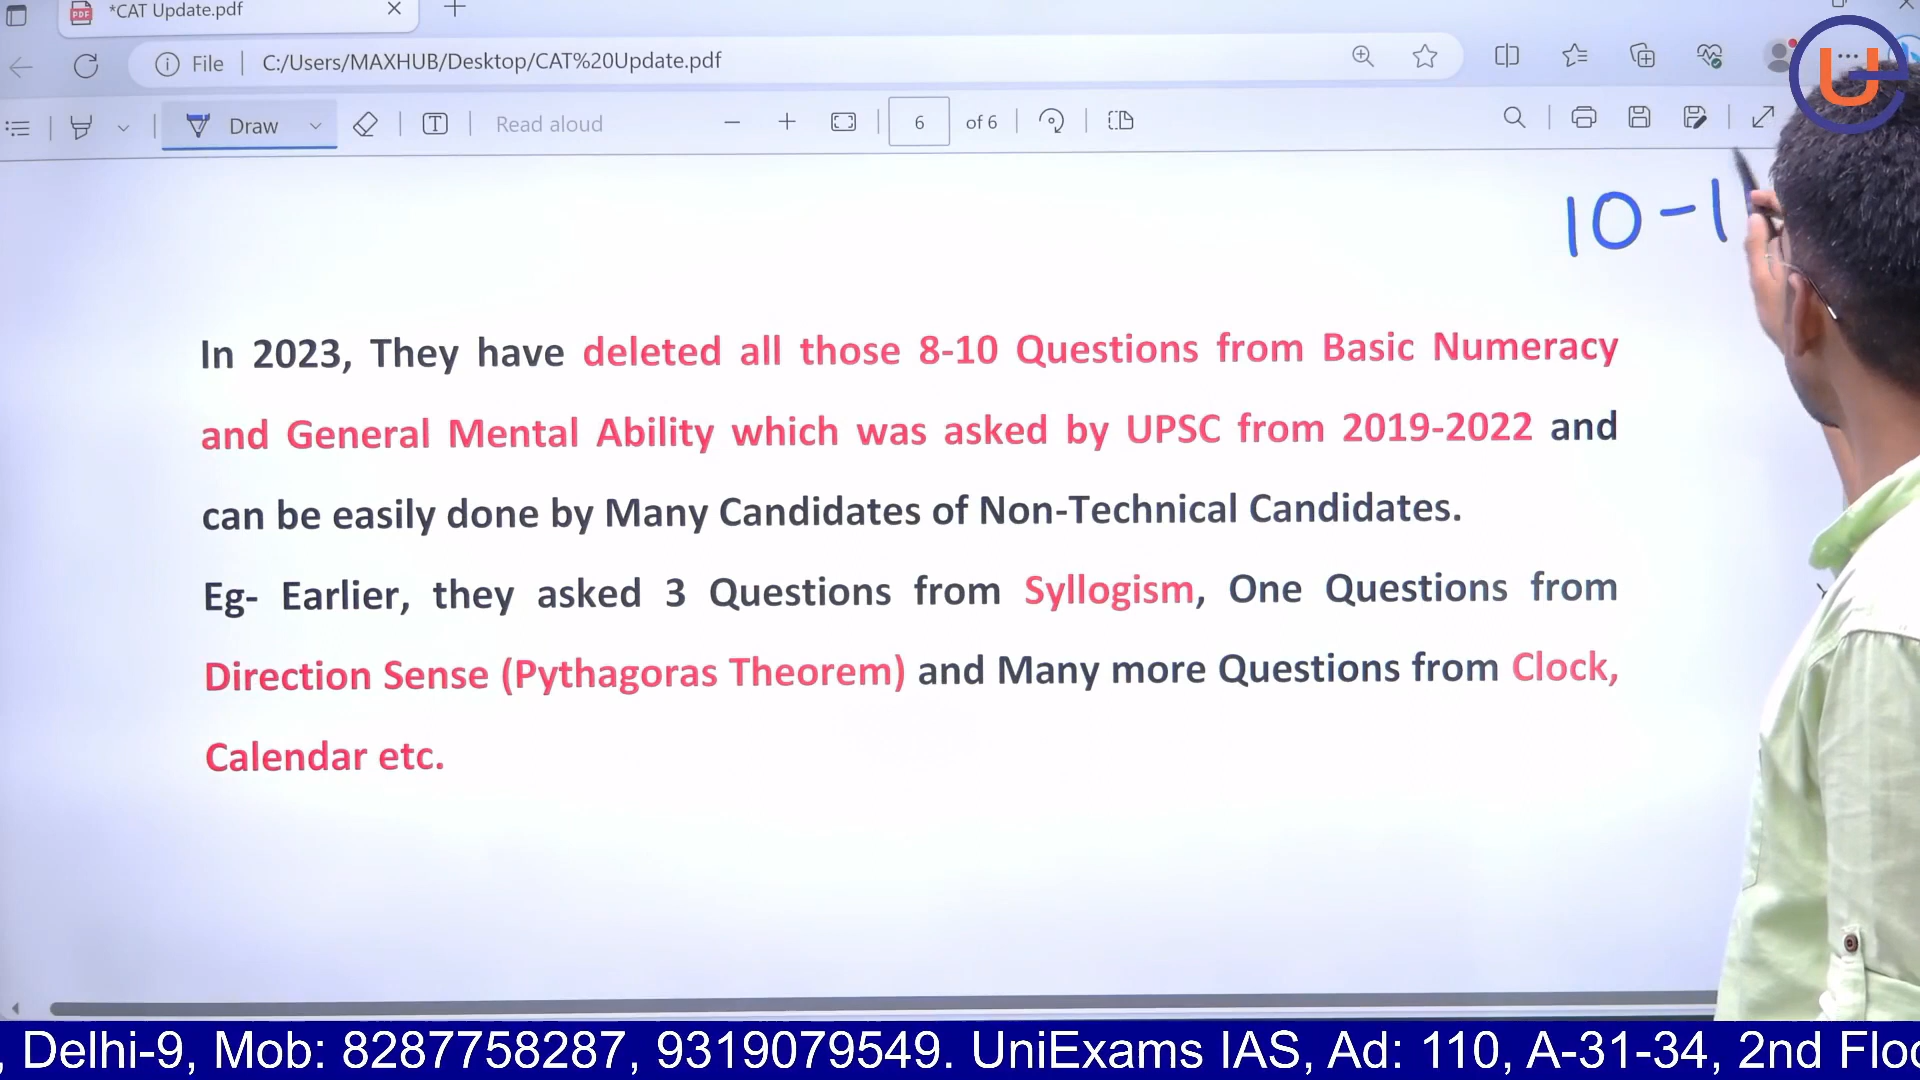 *CAT Update.pdf
File C:/Users/MAXHUB/Desktop/CAT%20Update.pdf
Draw Read aloud 6 of 6
10-1
In 2023, They have deleted all those 8-10 Questions from Basic Numeracy
and General Mental Ability which was asked by UPSC from 2019-2022 and
can be easily done by Many Candidates of Non-Technical Candidates.
Eg- Earlier, they asked 3 Questions from Syllogism, One Questions from
Direction Sense (Pythagoras Theorem) and Many more Questions from Clock,
Calendar etc.
, Delhi-9, Mob: 8287758287, 9319079549. UniExams IAS, Ad: 110, A-31-34, 2nd Floo